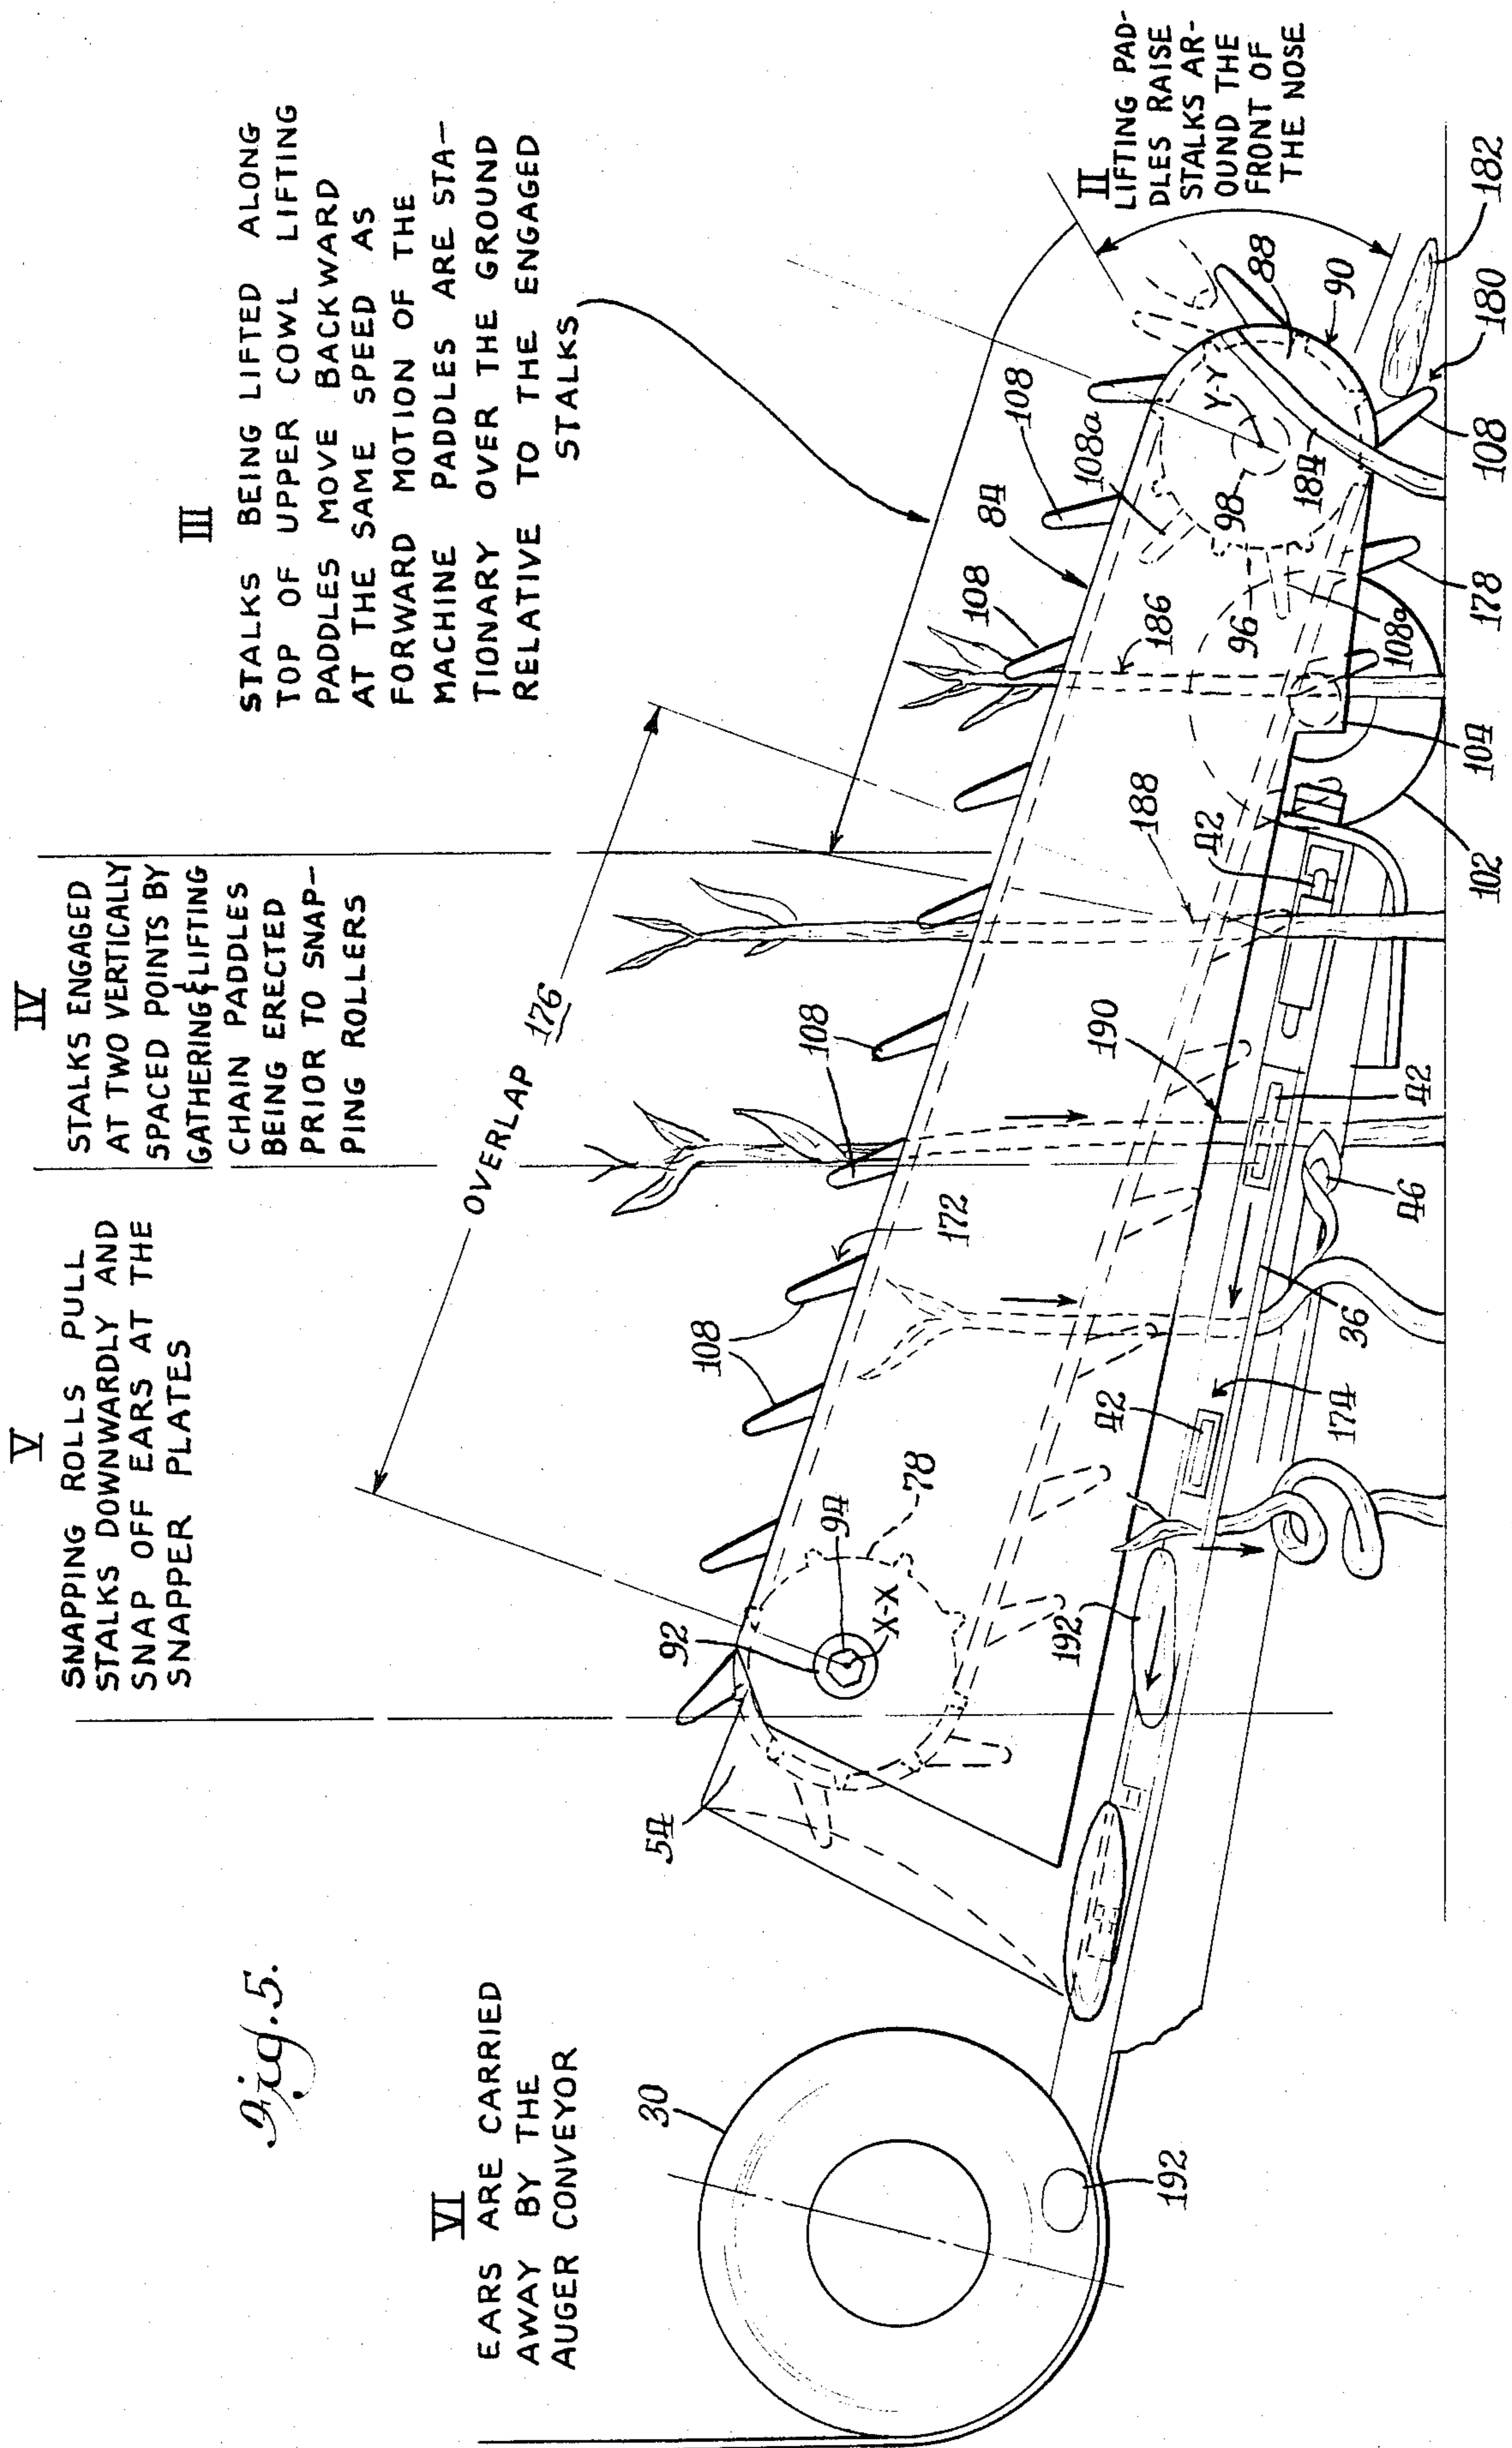 Fig. 5.
VI
EARS ARE CARRIED
AWAY BY THE
AUGER CONVEYOR
V
SNAPPING ROLLS PULL
STALKS DOWNWARDLY AND
SNAP OFF EARS AT THE
SNAPPER PLATES
IV
STALKS ENGAGED
AT TWO VERTICALLY
SPACED POINTS BY
GATHERING & LIFTING
CHAIN PADDLES
BEING ERECTED
PRIOR TO SNAP-
PING ROLLERS
III
STALKS BEING LIFTED ALONG
TOP OF UPPER COWL LIFTING
PADDLES MOVE BACKWARD
AT THE SAME SPEED AS
FORWARD MOTION OF THE
MACHINE PADDLES ARE STA-
TIONARY OVER THE GROUND
RELATIVE TO THE ENGAGED
STALKS
II
LIFTING PAD-
DLES RAISE
STALKS AR-
OUND THE
FRONT OF
THE NOSE
OVERLAP 176
30
192
54
92
94
X-X
78
192
108
172
42
174
36
46
108
190
42
188
42
102
104
108
186
84
108
108a
96
98
Y-Y
184
108a
178
88
90
108
180
182